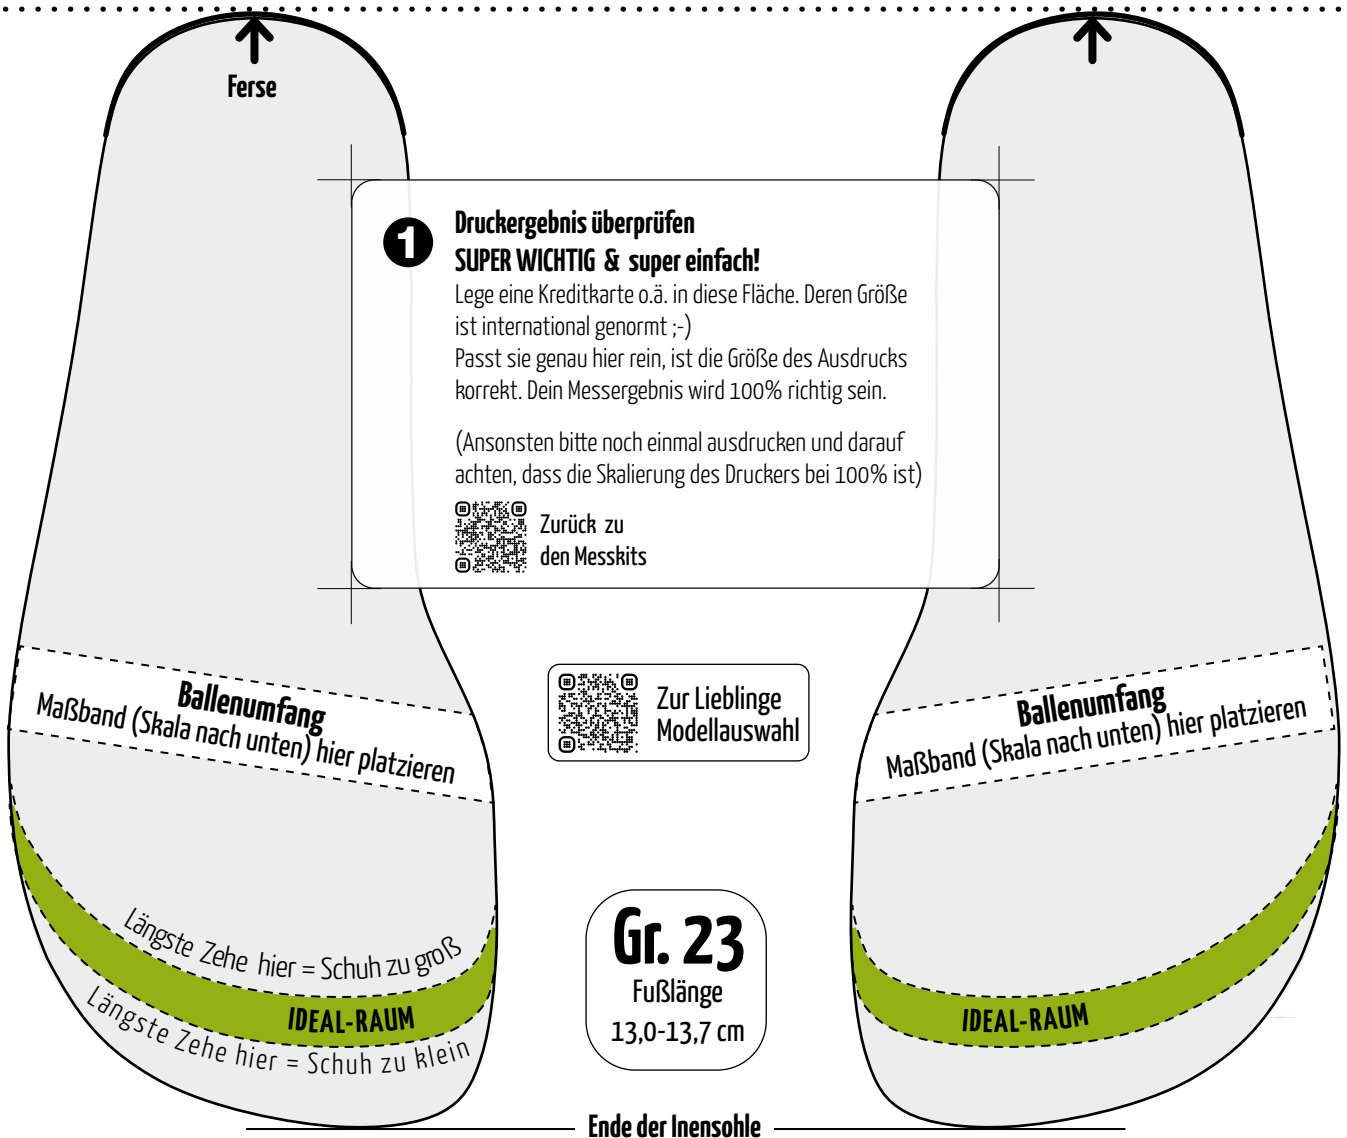 Ferse
1
Druckergebnis überprüfen
SUPER WICHTIG & super einfach!
Lege eine Kreditkarte o.ä. in diese Fläche. Deren Größe
ist international genormt ;-)
Passt sie genau hier rein, ist die Größe des Ausdrucks
korrekt. Dein Messergebnis wird 100% richtig sein.
(Ansonsten bitte noch einmal ausdrucken und darauf
achten, dass die Skalierung des Druckers bei 100% ist)
Zurück zu
den Messkits
Ballenumfang
Maßband (Skala nach unten) hier platzieren
Zur Lieblinge
Modellauswahl
Ballenumfang
Maßband (Skala nach unten) hier platzieren
Längste Zehe hier = Schuh zu groß
IDEAL-RAUM
Längste Zehe hier = Schuh zu klein
Gr. 23
Fußlänge
13,0-13,7 cm
IDEAL-RAUM
Ende der Inensohle